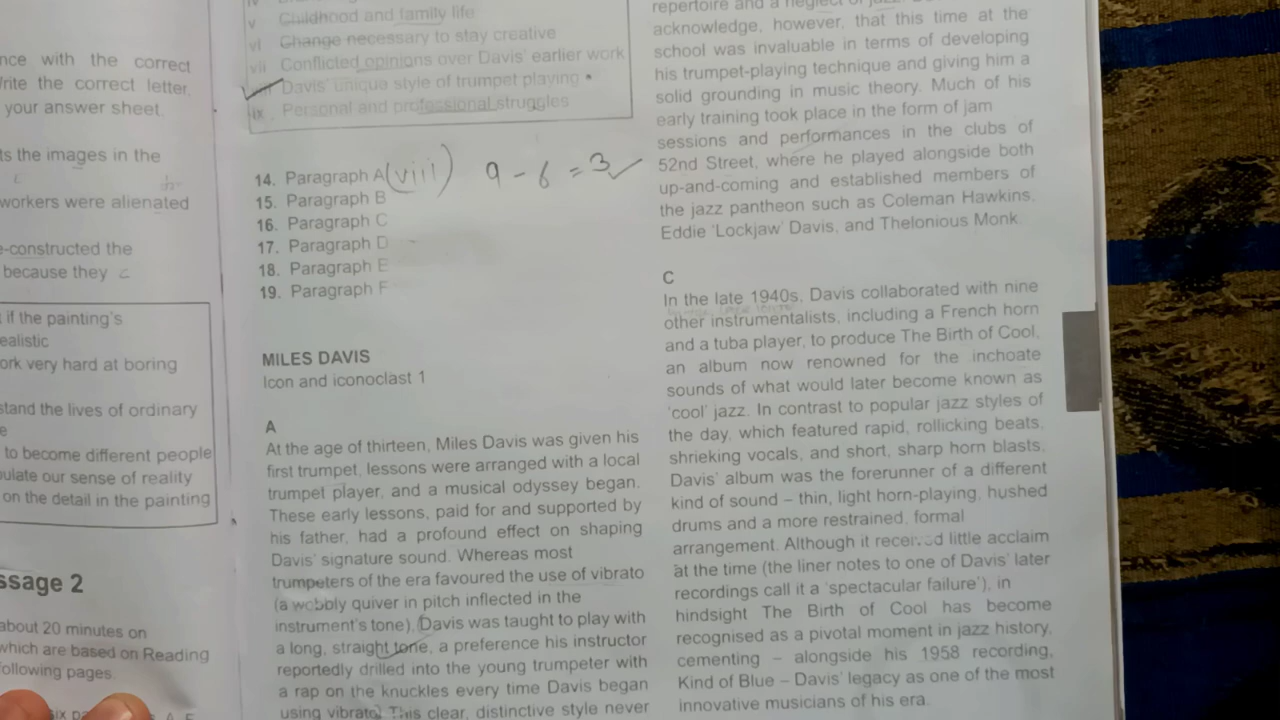 nce with the correct
rite the correct letter,
your answer sheet.
ts the images in the
workers were alienated
e-constructed the
because they c
if the painting's
ealistic
ork very hard at boring
stand the lives of ordinary
e
to become different people
ulate our sense of reality
on the detail in the painting
ssage 2
about 20 minutes on
which are based on Reading
ollowing pages.
v Childhood and family life
vi Change necessary to stay creative
vii Conflicted opinions over Davis' earlier work
Davis' unique style of trumpet playing
ix Personal and professional struggles
14. Paragraph A (viii) 9 - 6 = 3
15. Paragraph B
16. Paragraph C
17. Paragraph D
18. Paragraph E
19. Paragraph F
MILES DAVIS
Icon and iconoclast 1
A
At the age of thirteen, Miles Davis was given his
first trumpet, lessons were arranged with a local
trumpet player, and a musical odyssey began.
These early lessons, paid for and supported by
his father, had a profound effect on shaping
Davis' signature sound. Whereas most
trumpeters of the era favoured the use of vibrato
(a wobbly quiver in pitch inflected in the
instrument's tone), Davis was taught to play with
a long, straight tone, a preference his instructor
reportedly drilled into the young trumpeter with
a rap on the knuckles every time Davis began
using vibrato. This clear, distinctive style never
repertoire and a neglect of
acknowledge, however, that this time at the
school was invaluable in terms of developing
his trumpet-playing technique and giving him a
solid grounding in music theory. Much of his
early training took place in the form of jam
sessions and performances in the clubs of
52nd Street, where he played alongside both
up-and-coming and established members of
the jazz pantheon such as Coleman Hawkins,
Eddie 'Lockjaw' Davis, and Thelonious Monk.
C
In the late 1940s, Davis collaborated with nine
other instrumentalists, including a French horn
and a tuba player, to produce The Birth of Cool,
an album now renowned for the inchoate
sounds of what would later become known as
'cool' jazz. In contrast to popular jazz styles of
the day, which featured rapid, rollicking beats,
shrieking vocals, and short, sharp horn blasts,
Davis' album was the forerunner of a different
kind of sound – thin, light horn-playing, hushed
drums and a more restrained, formal
arrangement. Although it received little acclaim
at the time (the liner notes to one of Davis' later
recordings call it a 'spectacular failure'), in
hindsight The Birth of Cool has become
recognised as a pivotal moment in jazz history,
cementing – alongside his 1958 recording,
Kind of Blue – Davis' legacy as one of the most
innovative musicians of his era.